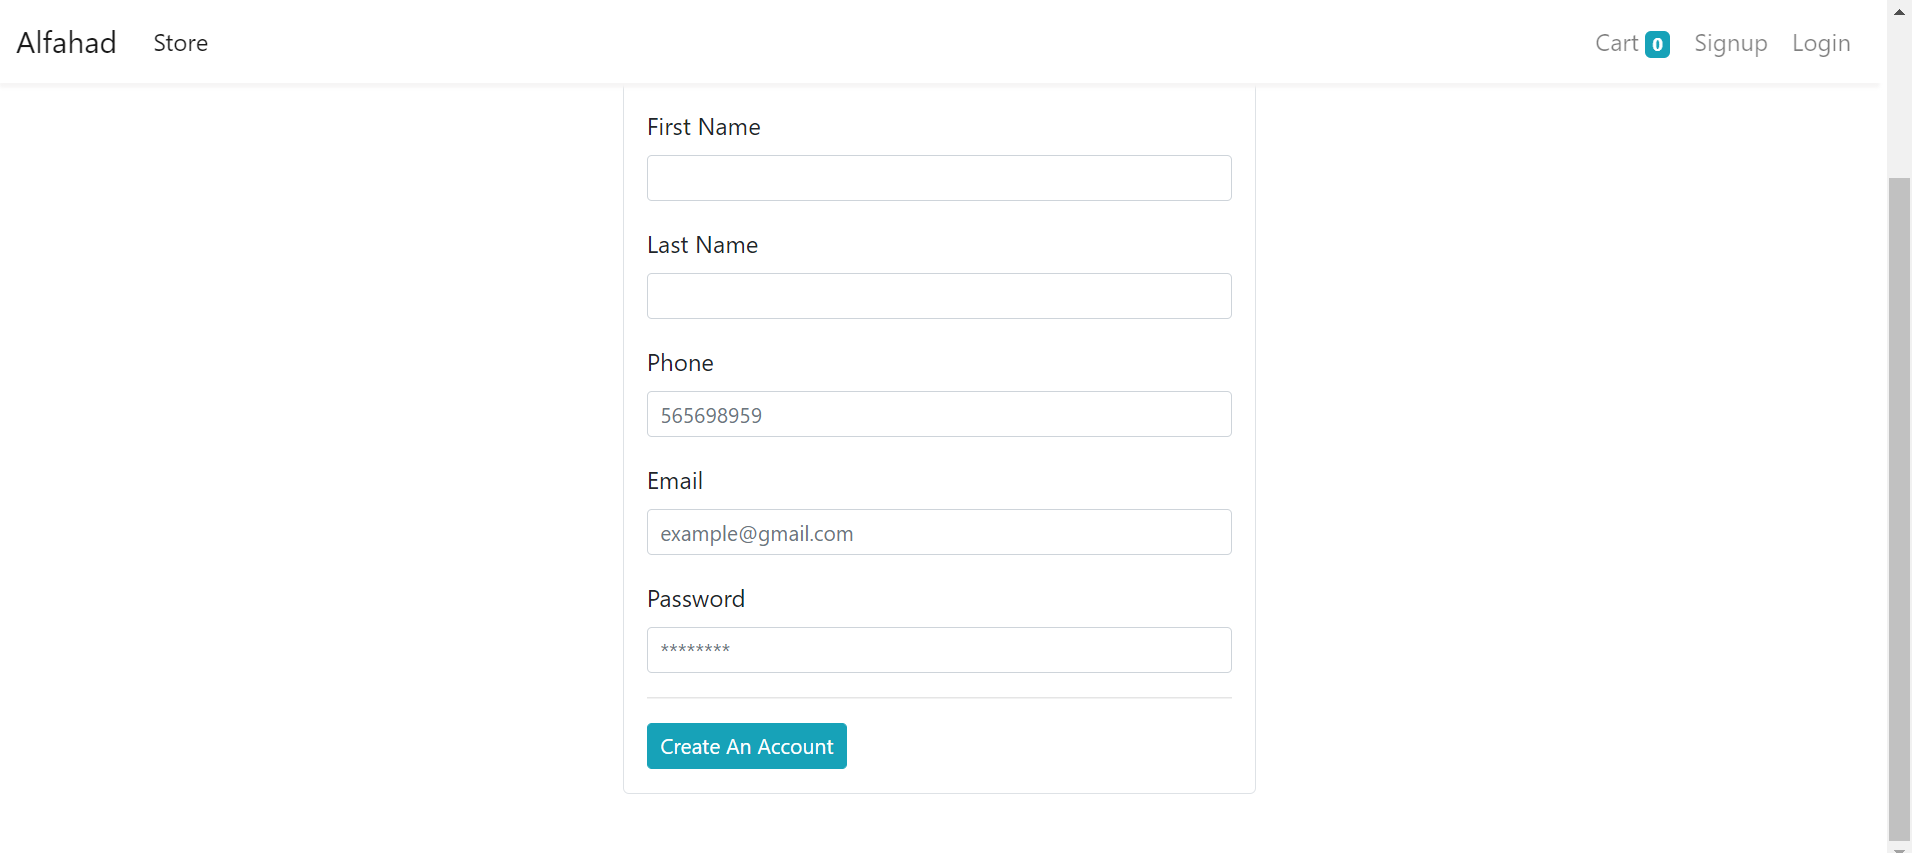 Alfahad Store Cart 0 Signup Login
First Name
Last Name
Phone
565698959
Email
example@gmail.com
Password
********
Create An Account